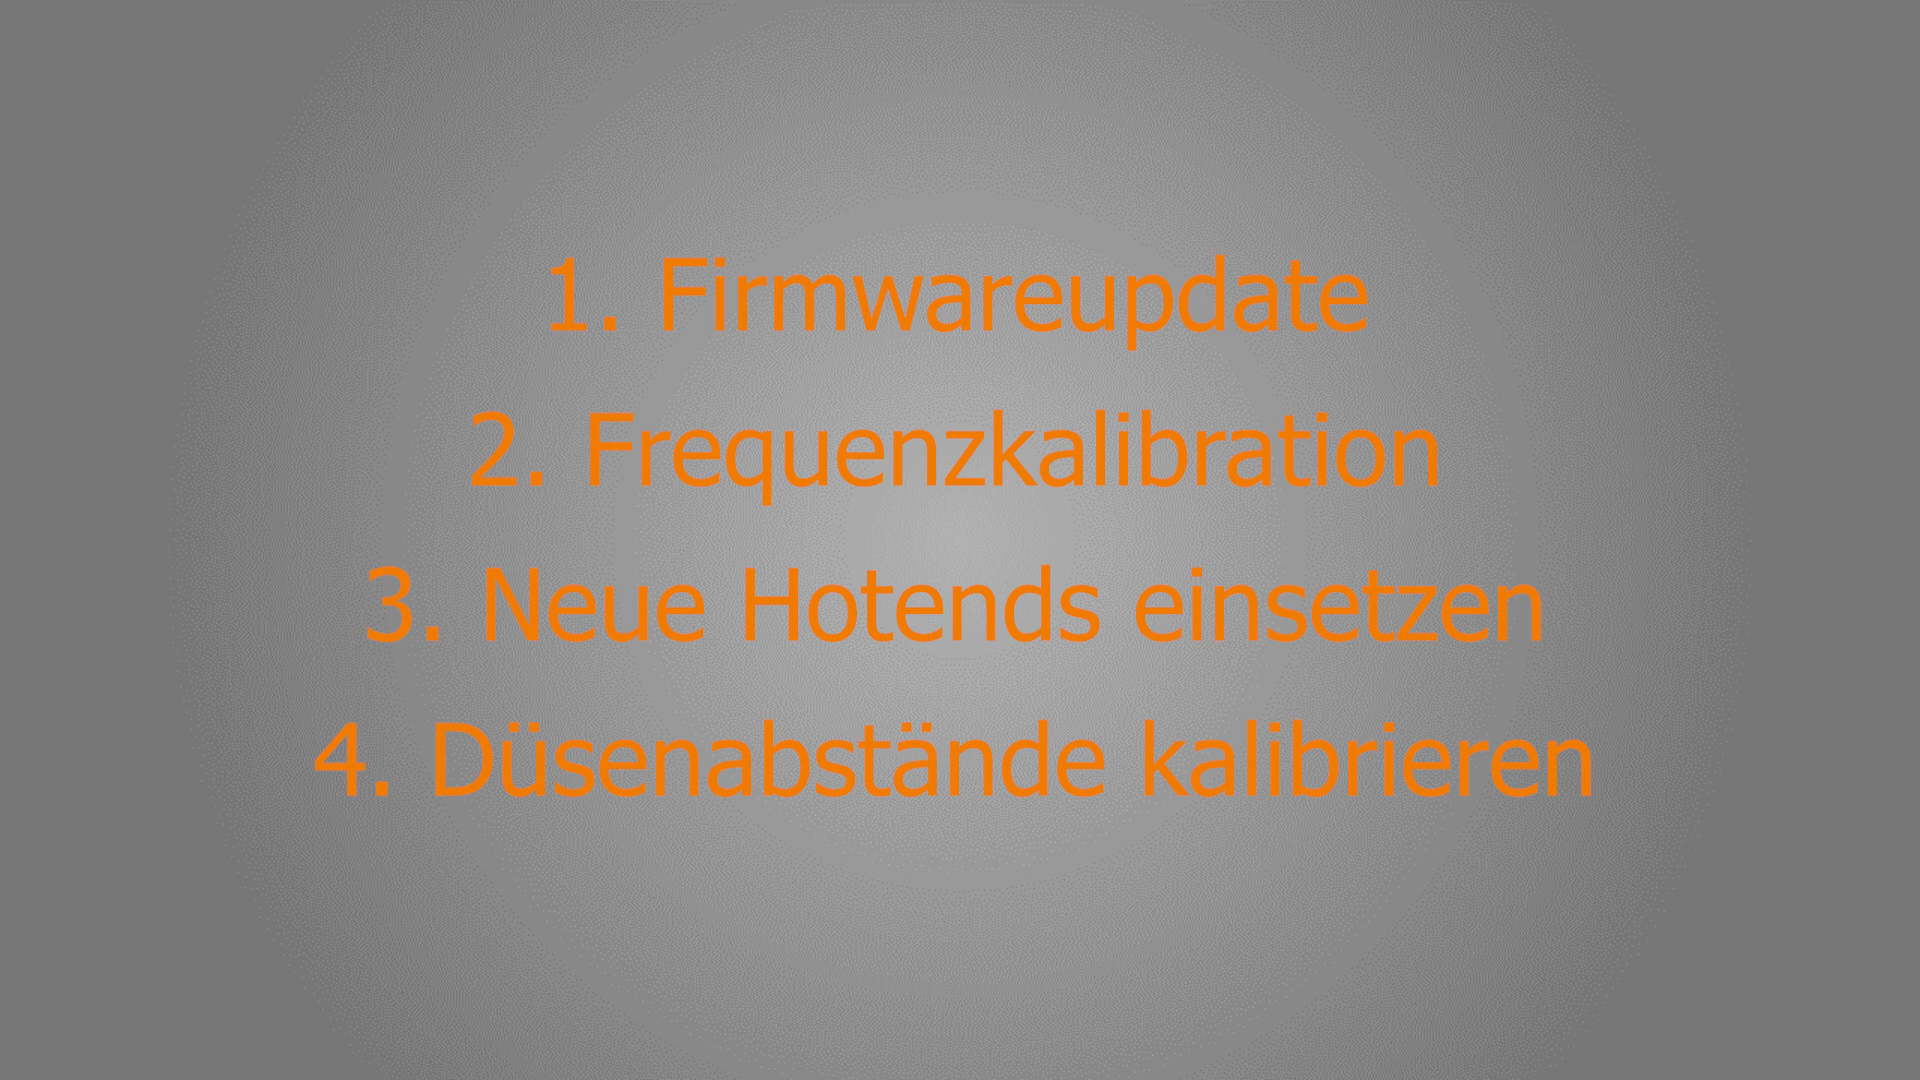 1. Firmwareupdate
2. Frequenzkalibration
3. Neue Hotends einsetzen
4. Düsenabstände kalibrieren